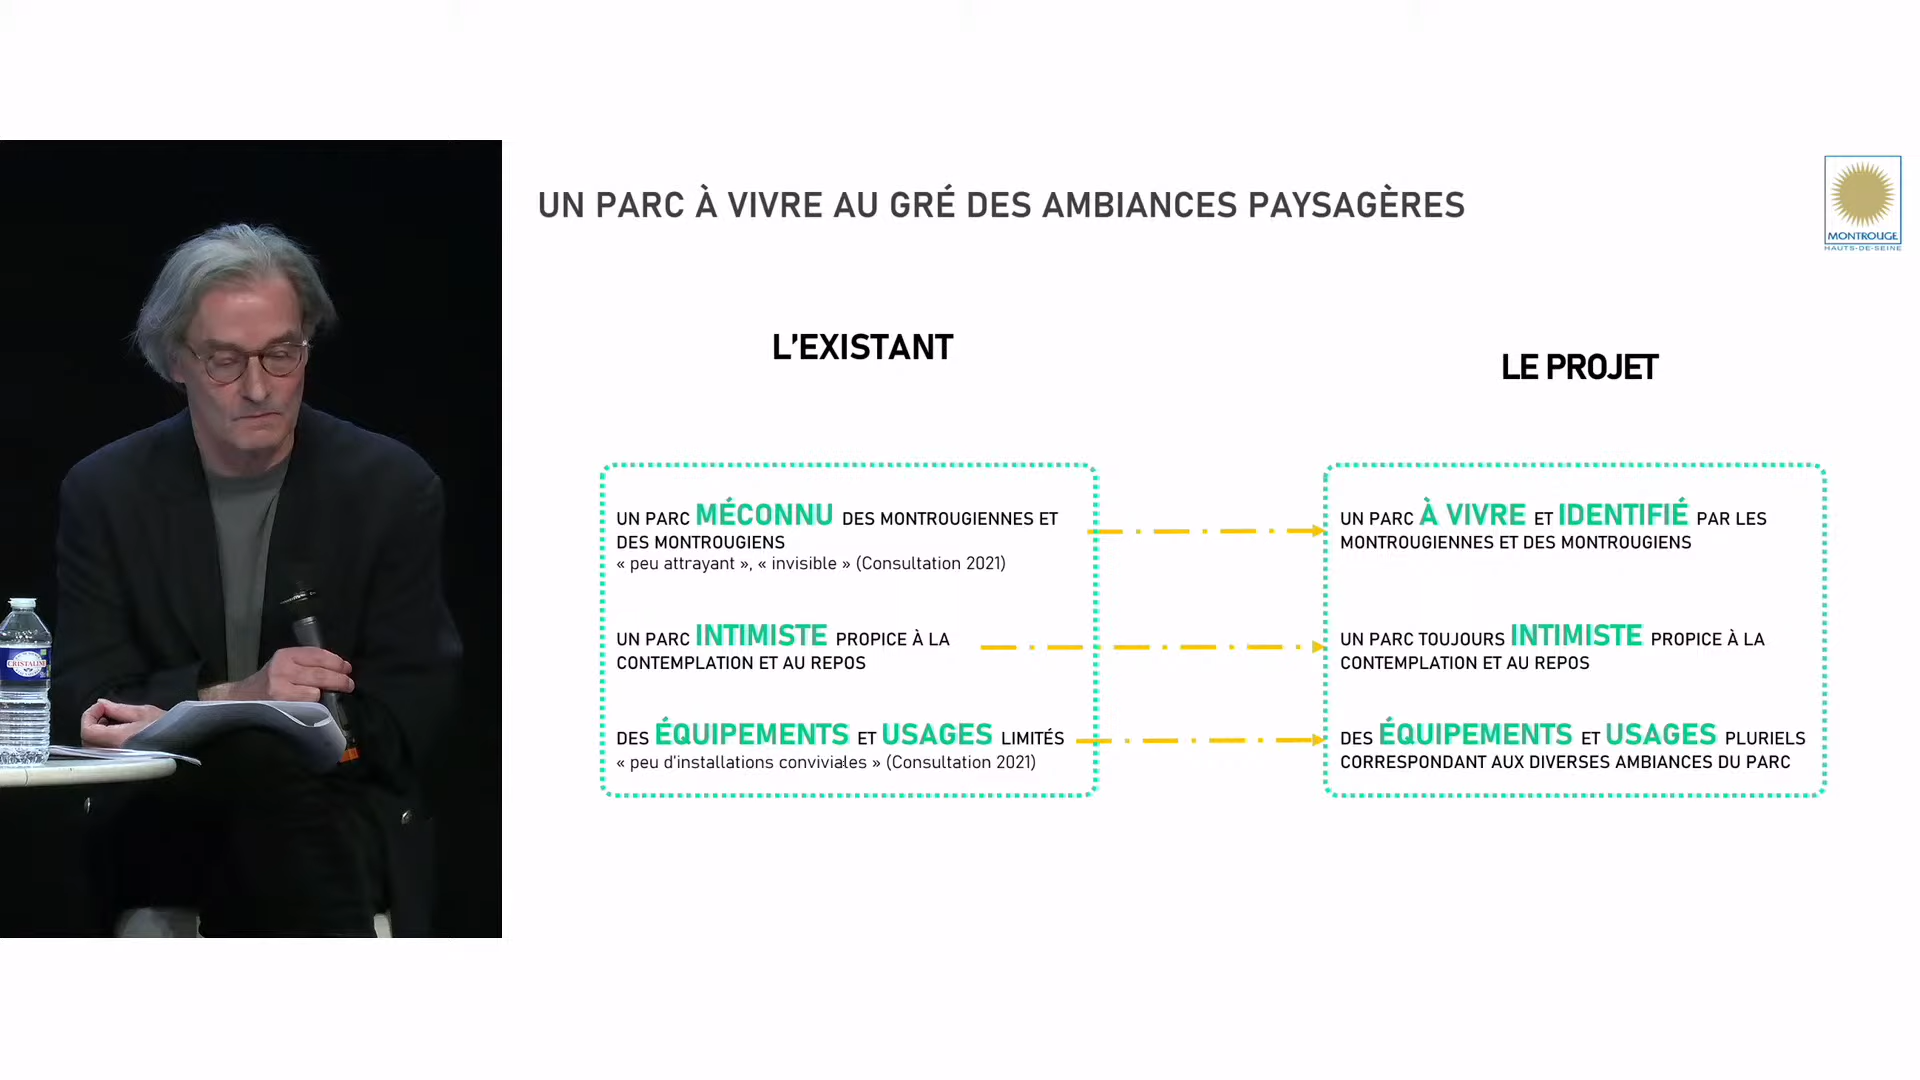 UN PARC À VIVRE AU GRÉ DES AMBIANCES PAYSAGÈRES
MONTROUGE
HAUTS-DE-SEINE
L'EXISTANT
UN PARC MÉCONNU DES MONTROUGIENNES ET
DES MONTROUGIENS
« peu attrayant », « invisible » (Consultation 2021)
UN PARC INTIMISTE PROPICE À LA
CONTEMPLATION ET AU REPOS
DES ÉQUIPEMENTS ET USAGES LIMITÉS
« peu d'installations conviviales » (Consultation 2021)
LE PROJET
UN PARC À VIVRE ET IDENTIFIÉ PAR LES
MONTROUGIENNES ET DES MONTROUGIENS
UN PARC TOUJOURS INTIMISTE PROPICE À LA
CONTEMPLATION ET AU REPOS
DES ÉQUIPEMENTS ET USAGES PLURIELS
CORRESPONDANT AUX DIVERSES AMBIANCES DU PARC
CRISTALINE